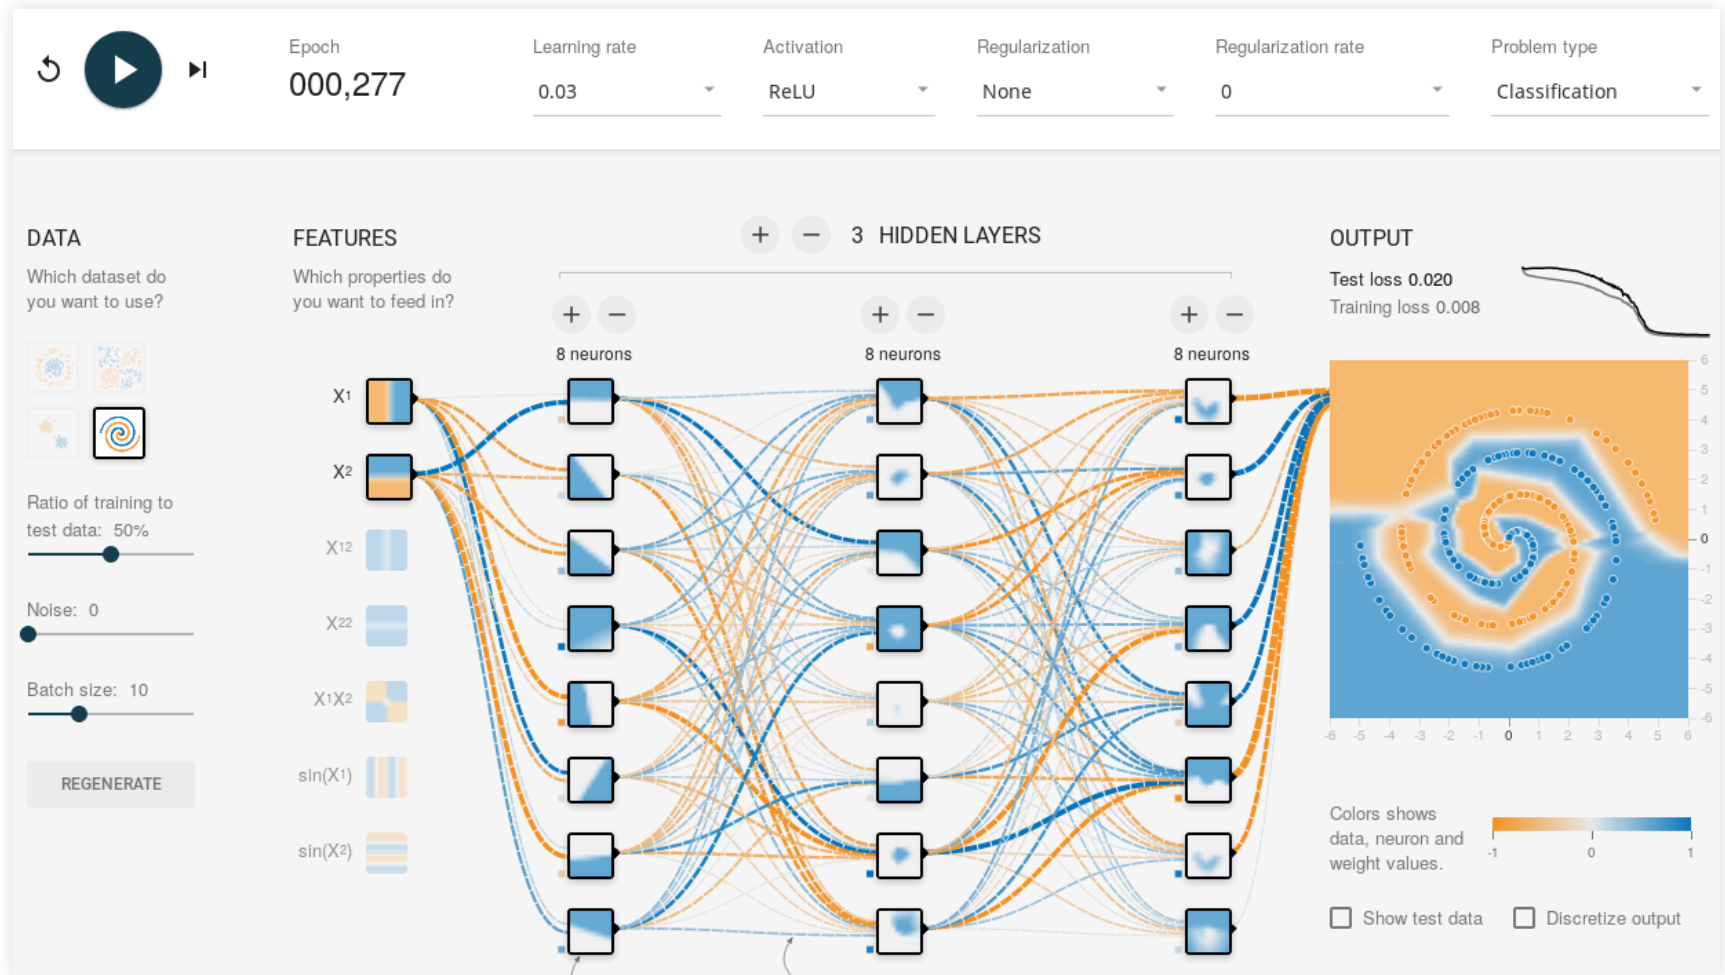 Epoch
000,277
Learning rate
0.03
Activation
ReLU
Regularization
None
Regularization rate
0
Problem type
Classification
DATA
Which dataset do
you want to use?
Ratio of training to
test data: 50%
Noise: 0
Batch size: 10
REGENERATE
FEATURES
Which properties do
you want to feed in?
X1
X2
X12
X22
X1X2
sin(X1)
sin(X2)
+ − 3 HIDDEN LAYERS
+ −
8 neurons
+ −
8 neurons
+ −
8 neurons
OUTPUT
Test loss 0.020
Training loss 0.008
6
5
4
3
2
1
0
-1
-2
-3
-4
-5
-6
-6 -5 -4 -3 -2 -1 0 1 2 3 4 5 6
Colors shows
data, neuron and
weight values.
-1 0 1
Show test data
Discretize output